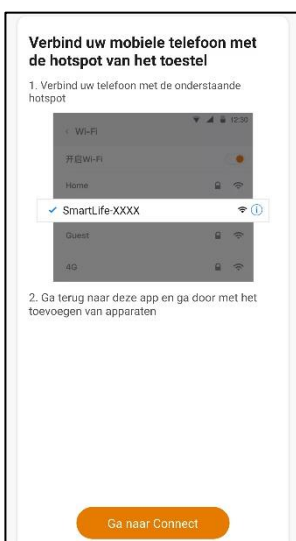 Verbind uw mobiele telefoon met
de hotspot van het toestel
1. Verbind uw telefoon met de onderstaande
hotspot
12:30
‹ Wi-Fi
开启Wi-Fi
Home
✓ SmartLife-XXXX
Guest
4G
2. Ga terug naar deze app en ga door met het
toevoegen van apparaten
Ga naar Connect